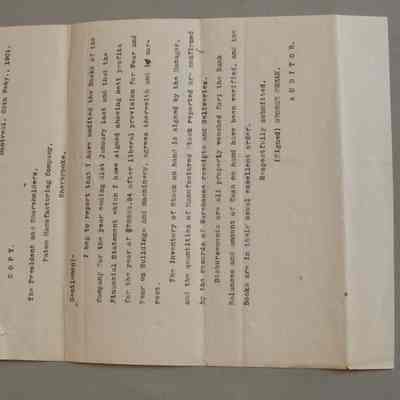 C O P Y.
Montreal, 20th May., 1901.
The President and Shareholders,
Paton Manufacturing Company,
Sherbrooke.
Gentlemen:-
I beg to report that I have audited the Books of the
Company for the year ending 31st January last and that the
Financial Statement which I have signed showing nett profits
for the year of after liberal provision for Wear and
Tear on Buildings and Machinery, agrees therewith and is cor-
rect.
The Inventory of Stock on hand is signed by the Manager,
and the quantities of Manufactured Stock reported are confirmed
by the records of Warehouse receipts and Deliveries.
Disbursements are all properly vouched for; the Bank
Balances and amount of Cash on hand have been verified, and the
Books are in their usual excellent order.
Respectfully submitted,
(Signed)
A U D I T O R.